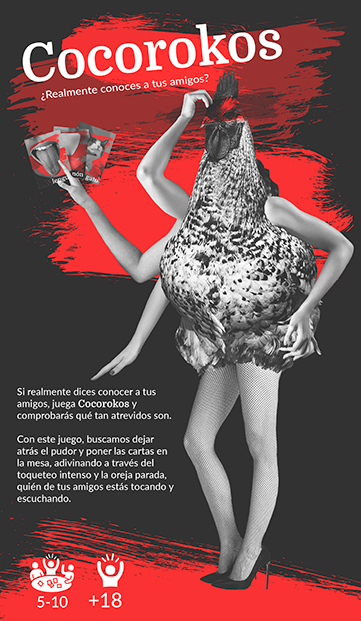 Cocorokos
¿Realmente conoces a tus amigos?
lengua
gato
Si realmente dices conocer a tus
amigos, juega Cocorokos y
comprobarás qué tan atrevidos son.
Con este juego, buscamos dejar
atrás el pudor y poner las cartas en
la mesa, adivinando a través del
toqueteo intenso y la oreja parada,
quién de tus amigos estás tocando y
escuchando.
5-10
+18